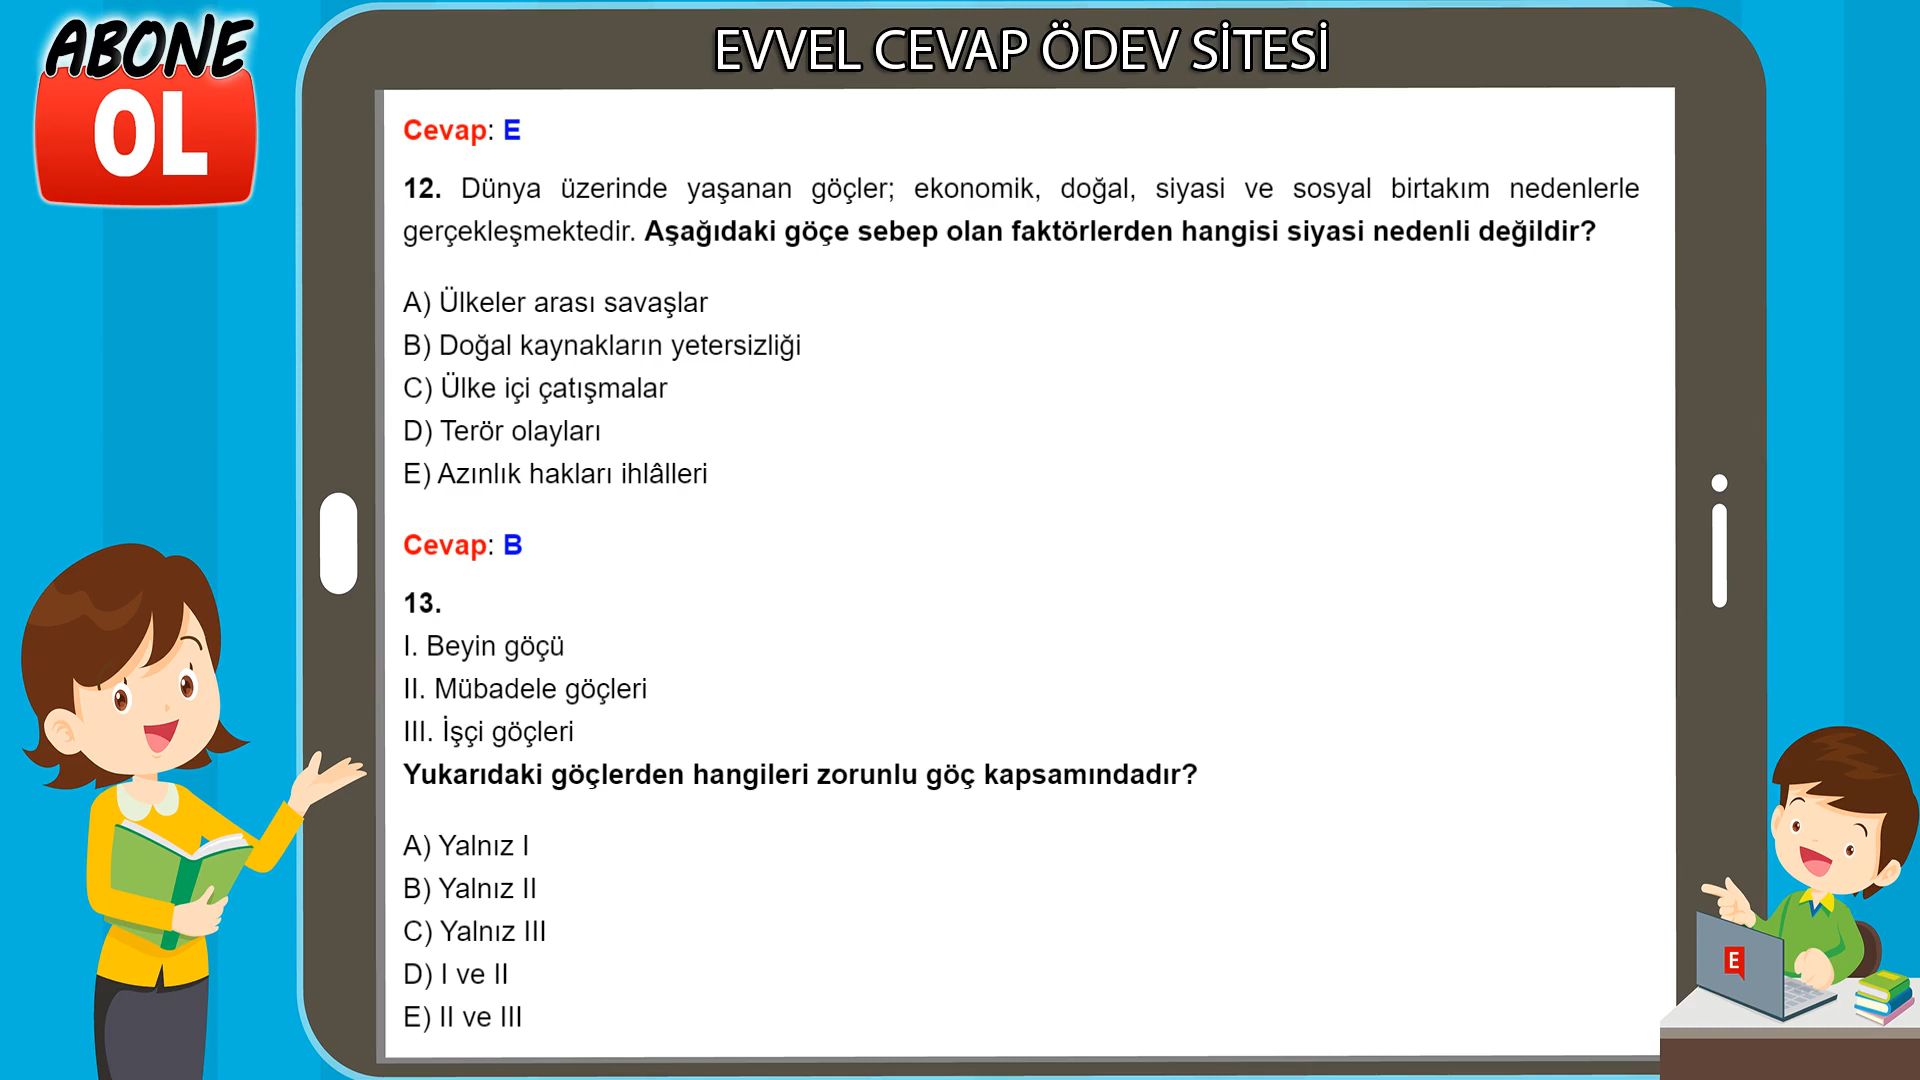 ABONE
OL
EVVEL CEVAP ÖDEV SİTESİ
Cevap: E
12. Dünya üzerinde yaşanan göçler; ekonomik, doğal, siyasi ve sosyal birtakım nedenlerle
gerçekleşmektedir. Aşağıdaki göçe sebep olan faktörlerden hangisi siyasi nedenli değildir?
A) Ülkeler arası savaşlar
B) Doğal kaynakların yetersizliği
C) Ülke içi çatışmalar
D) Terör olayları
E) Azınlık hakları ihlâlleri
Cevap: B
13.
I. Beyin göçü
II. Mübadele göçleri
III. İşçi göçleri
Yukarıdaki göçlerden hangileri zorunlu göç kapsamındadır?
A) Yalnız I
B) Yalnız II
C) Yalnız III
D) I ve II
E) II ve III
E